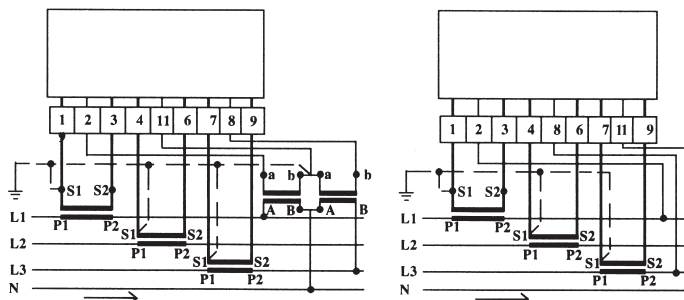 1 2 3 4 11 6 7 8 9
a b a b
S1 S2
L1 P1 P2 A B A B
S1 S2
L2 P1 P2
S1 S2
L3 P1 P2
N
1 2 3 4 8 6 7 11 9
S1 S2
L1 P1 P2
S1 S2
L2 P1 P2
S1 S2
L3 P1 P2
N